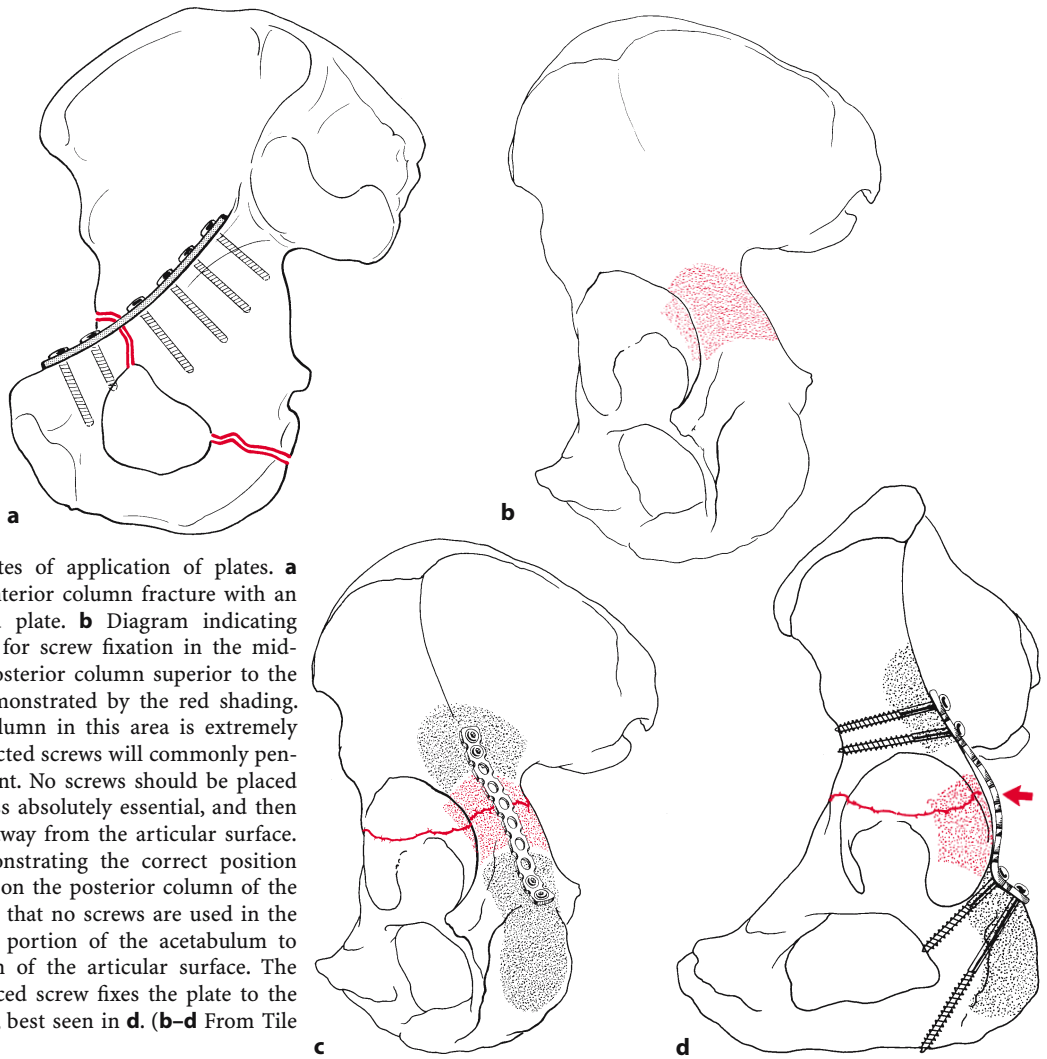 a
b
tes of application of plates. a
nterior column fracture with an
plate. b Diagram indicating
for screw fixation in the mid-
osterior column superior to the
monstrated by the red shading.
lumn in this area is extremely
cted screws will commonly pen-
nt. No screws should be placed
ss absolutely essential, and then
way from the articular surface.
onstrating the correct position
on the posterior column of the
that no screws are used in the
portion of the acetabulum to
n of the articular surface. The
ced screw fixes the plate to the
best seen in d. (b–d From Tile
c
d